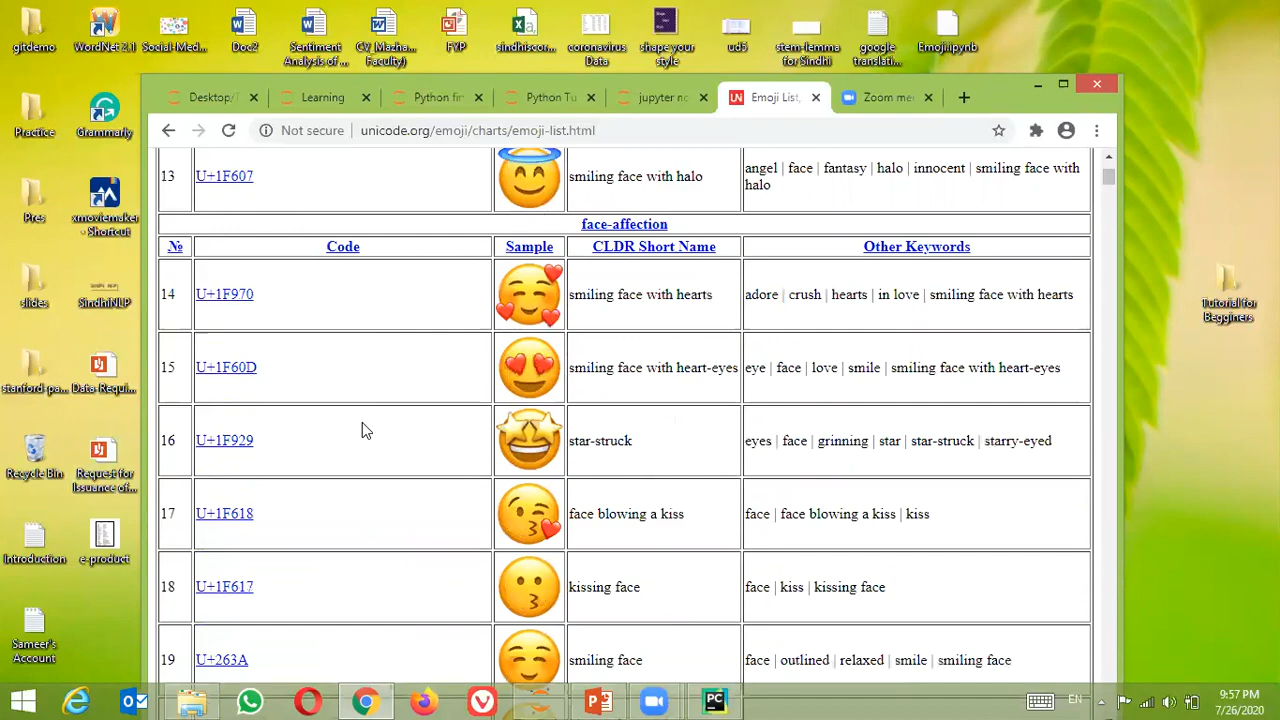 gitdemo
WordNet 2.1
Social-Med...
Doc2
Sentiment
Analysis of ...
CV_Mazha...
Faculty)
FYP
sindhiscor...
coronavirus
Data
shape your
style
ud5
stem-lemma
for Sindhi
google
translati...
Emoji.ipynb
Practice
Grammarly
Pres
xmoviemaker
- Shortcut
slides
SindhiNLP
stanford-pa...
Data-Requi...
Recycle Bin
Request for
Issuance of...
Introduction
e-product
Sameer's
Account
Tutorial for
Begginers
Desktop/T
Learning
Python fir
Python Tu
jupyter no
Emoji List,
Zoom mee
Not secure
unicode.org/emoji/charts/emoji-list.html
13 U+1F607 smiling face with halo angel | face | fantasy | halo | innocent | smiling face with
halo
face-affection
№ Code Sample CLDR Short Name Other Keywords
14 U+1F970 smiling face with hearts adore | crush | hearts | in love | smiling face with hearts
15 U+1F60D smiling face with heart-eyes eye | face | love | smile | smiling face with heart-eyes
16 U+1F929 star-struck eyes | face | grinning | star | star-struck | starry-eyed
17 U+1F618 face blowing a kiss face | face blowing a kiss | kiss
18 U+1F617 kissing face face | kiss | kissing face
19 U+263A smiling face face | outlined | relaxed | smile | smiling face
EN
9:57 PM
7/26/2020